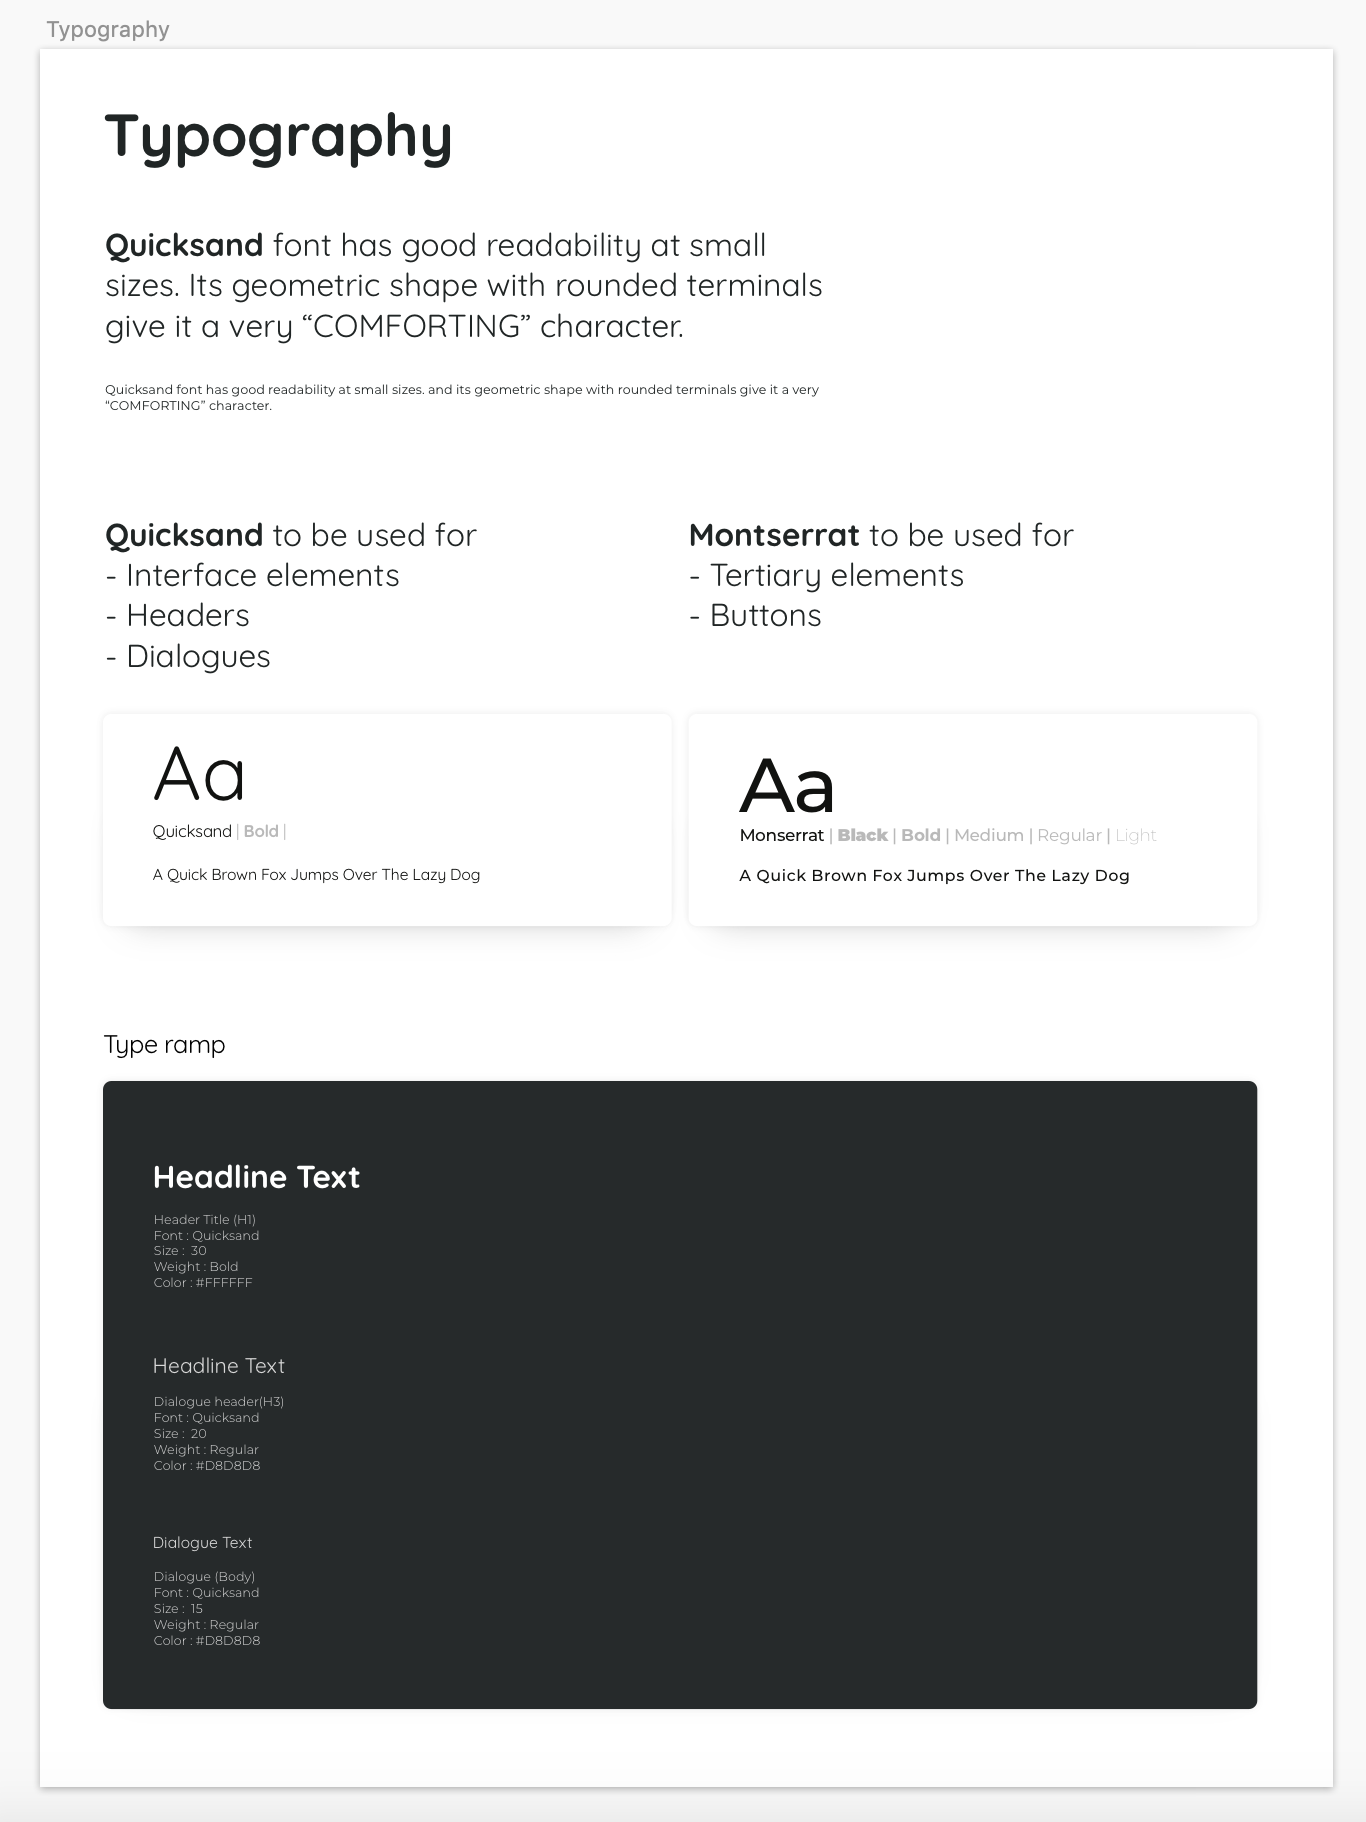 Typography
Typography
Quicksand font has good readability at small
sizes. Its geometric shape with rounded terminals
give it a very “COMFORTING” character.
Quicksand font has good readability at small sizes. and its geometric shape with rounded terminals give it a very
“COMFORTING” character.
Quicksand to be used for
- Interface elements
- Headers
- Dialogues
Montserrat to be used for
- Tertiary elements
- Buttons
Aa
Quicksand | Bold |
A Quick Brown Fox Jumps Over The Lazy Dog
Aa
Monserrat | Black | Bold | Medium | Regular | Light
A Quick Brown Fox Jumps Over The Lazy Dog
Type ramp
Headline Text
Header Title (H1)
Font : Quicksand
Size :  30
Weight : Bold
Color : #FFFFFF
Headline Text
Dialogue header(H3)
Font : Quicksand
Size :  20
Weight : Regular
Color : #D8D8D8
Dialogue Text
Dialogue (Body)
Font : Quicksand
Size :  15
Weight : Regular
Color : #D8D8D8